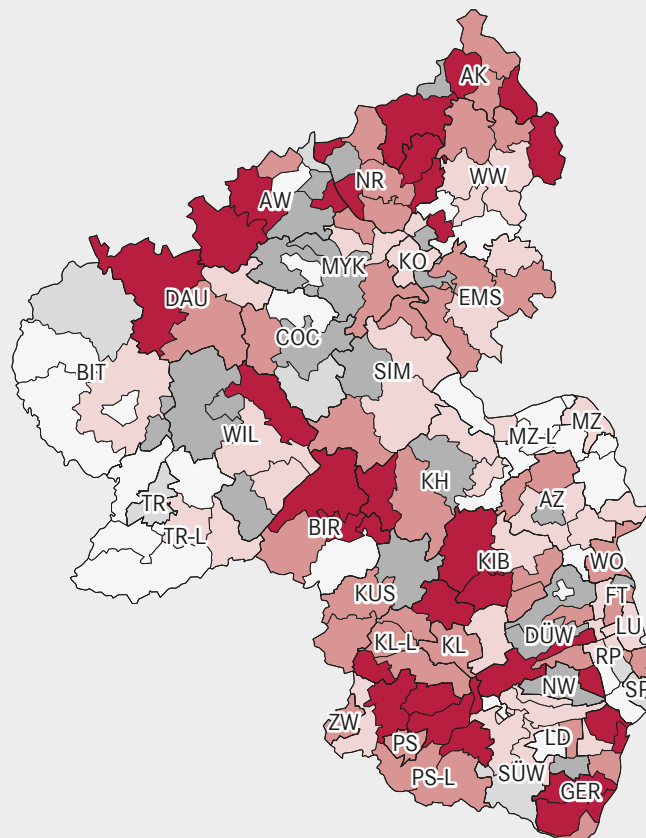 AK
NR
WW
AW
KO
MYK
DAU
EMS
COC
BIT
SIM
WIL
MZ
MZ-L
KH
AZ
TR
BIR
TR-L
KIB
WO
KUS
FT
LU
KL-L
KL
DÜW
RP
NW
SP
ZW
PS
LD
PS-L
SÜW
GER